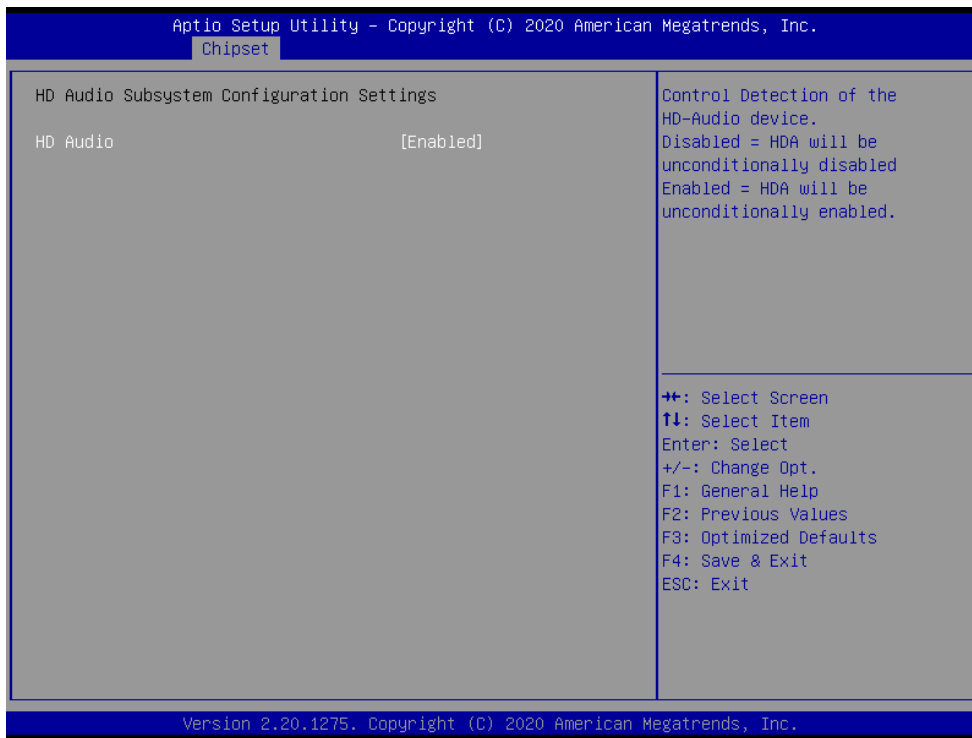 Aptio Setup Utility – Copyright (C) 2020 American Megatrends, Inc.
Chipset
HD Audio Subsystem Configuration Settings
HD Audio [Enabled]
Control Detection of the
HD-Audio device.
Disabled = HDA will be
unconditionally disabled
Enabled = HDA will be
unconditionally enabled.
→←: Select Screen
↑↓: Select Item
Enter: Select
+/-: Change Opt.
F1: General Help
F2: Previous Values
F3: Optimized Defaults
F4: Save & Exit
ESC: Exit
Version 2.20.1275. Copyright (C) 2020 American Megatrends, Inc.